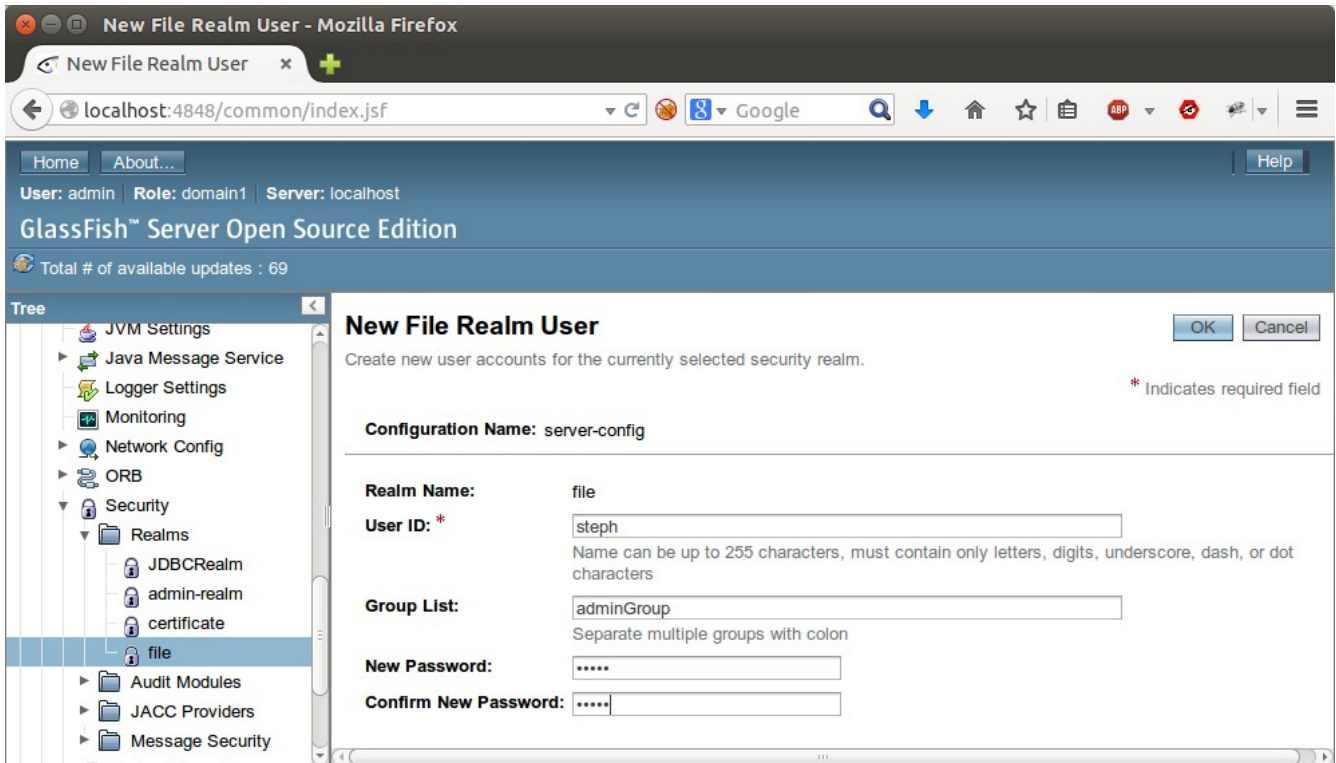 New File Realm User - Mozilla Firefox
New File Realm User
localhost:4848/common/index.jsf
Google
ABP
Home About...
Help
User: admin Role: domain1 Server: localhost
GlassFish™ Server Open Source Edition
Total # of available updates : 69
Tree
JVM Settings
Java Message Service
Logger Settings
Monitoring
Network Config
ORB
Security
Realms
JDBCRealm
admin-realm
certificate
file
Audit Modules
JACC Providers
Message Security
New File Realm User
OK Cancel
Create new user accounts for the currently selected security realm.
* Indicates required field
Configuration Name: server-config
Realm Name: file
User ID: * steph
Name can be up to 255 characters, must contain only letters, digits, underscore, dash, or dot
characters
Group List: adminGroup
Separate multiple groups with colon
New Password: •••••
Confirm New Password: •••••